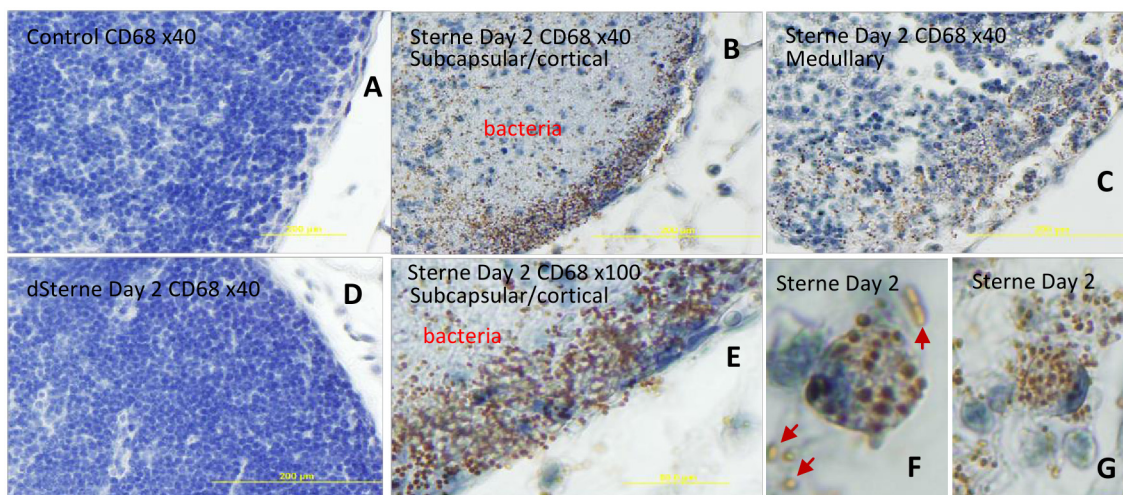 Control CD68 x40
A
200 µm
Sterne Day 2 CD68 x40
Subcapsular/cortical
B
bacteria
Sterne Day 2 CD68 x40
Medullary
C
dSterne Day 2 CD68 x40
D
200 µm
Sterne Day 2 CD68 x100
Subcapsular/cortical
bacteria
E
Sterne Day 2
F
Sterne Day 2
G